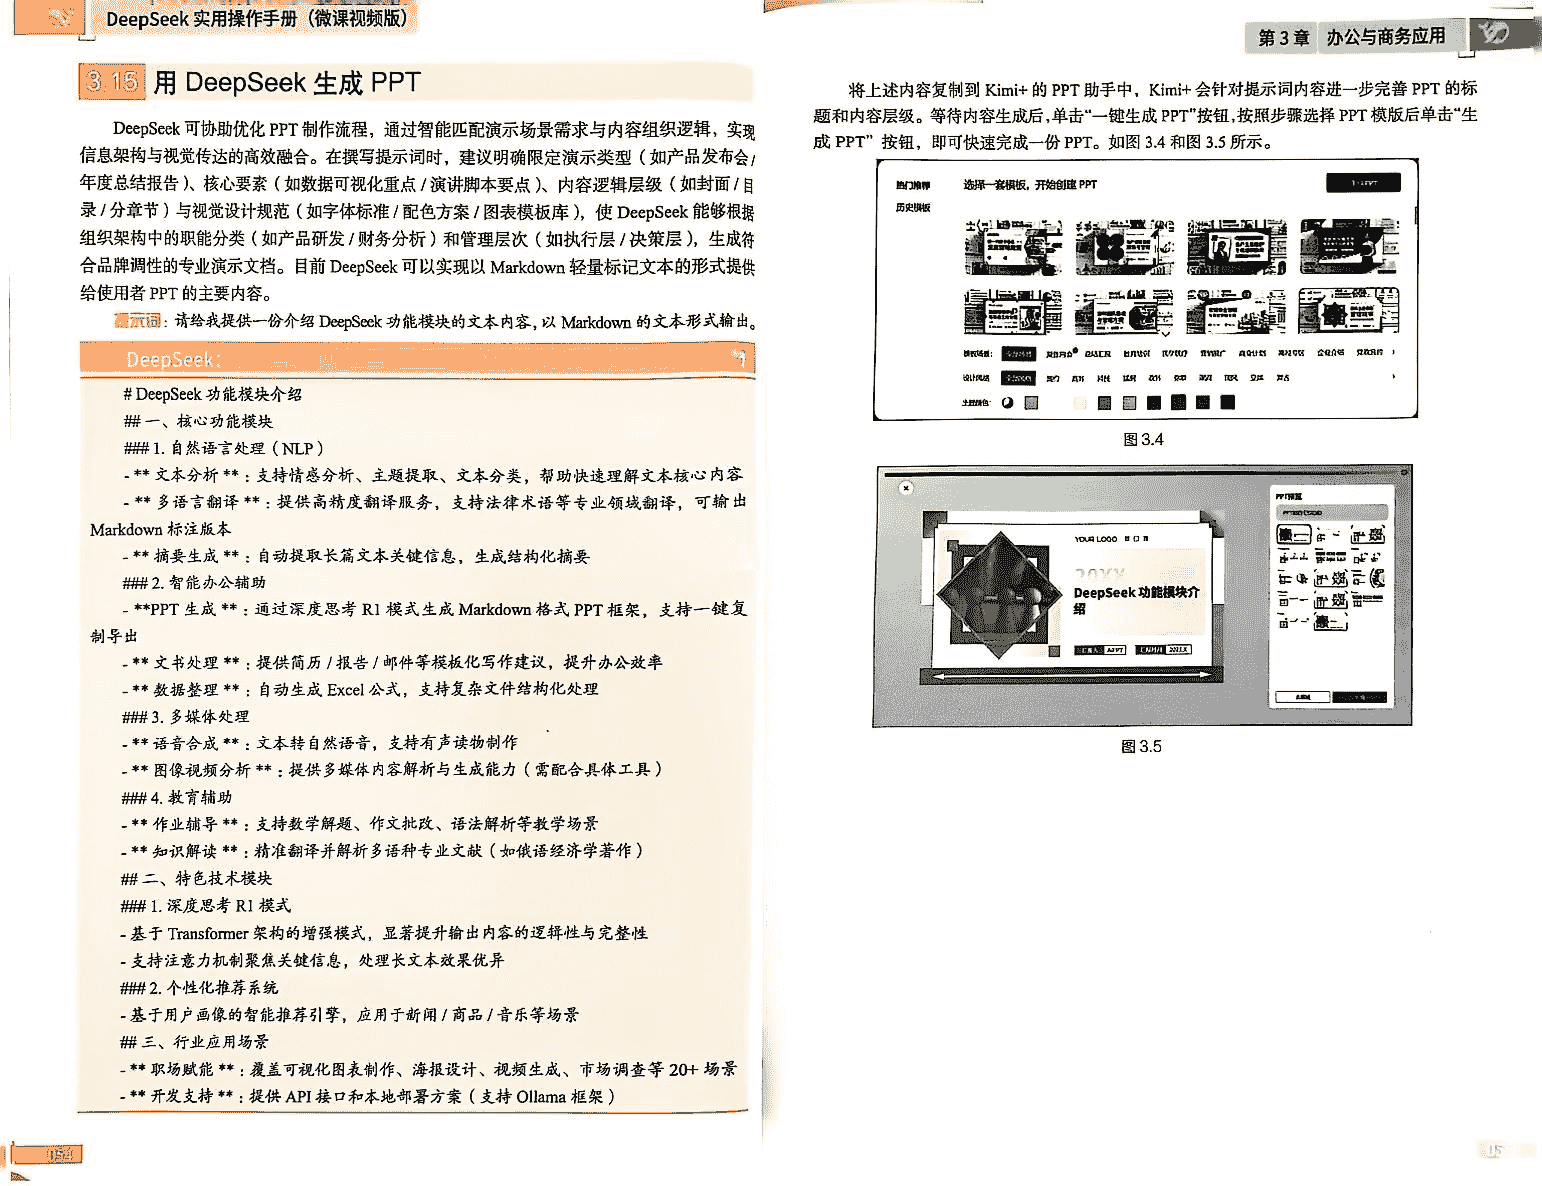 DeepSeek 实用操作手册（微课视频版）
3.15 用 DeepSeek 生成 PPT
DeepSeek 可协助优化 PPT 制作流程，通过智能匹配演示场景需求与内容组织逻辑，实现
信息架构与视觉传达的高效融合。在撰写提示词时，建议明确限定演示类型（如产品发布会/
年度总结报告）、核心要素（如数据可视化重点/演讲脚本要点）、内容逻辑层级（如封面/目
录/分章节）与视觉设计规范（如字体标准/配色方案/图表模板库），使 DeepSeek 能够根据
组织架构中的职能分类（如产品研发/财务分析）和管理层次（如执行层/决策层），生成符
合品牌调性的专业演示文档。目前 DeepSeek 可以实现以 Markdown 轻量标记文本的形式提供
给使用者 PPT 的主要内容。
提示词：请给我提供一份介绍 DeepSeek 功能模块的文本内容，以 Markdown 的文本形式输出。
DeepSeek：
# DeepSeek 功能模块介绍
## 一、核心功能模块
### 1. 自然语言处理（NLP）
- ** 文本分析 **：支持情感分析、主题提取、文本分类，帮助快速理解文本核心内容
- ** 多语言翻译 **：提供高精度翻译服务，支持法律术语等专业领域翻译，可输出
Markdown 标注版本
- ** 摘要生成 **：自动提取长篇文本关键信息，生成结构化摘要
### 2. 智能办公辅助
- **PPT 生成 **：通过深度思考 R1 模式生成 Markdown 格式 PPT 框架，支持一键复
制导出
- ** 文书处理 **：提供简历/报告/邮件等模板化写作建议，提升办公效率
- ** 数据整理 **：自动生成 Excel 公式，支持复杂文件结构化处理
### 3. 多媒体处理
- ** 语音合成 **：文本转自然语音，支持有声读物制作
- ** 图像视频分析 **：提供多媒体内容解析与生成能力（需配合具体工具）
### 4. 教育辅助
- ** 作业辅导 **：支持数学解题、作文批改、语法解析等教学场景
- ** 知识解读 **：精准翻译并解析多语种专业文献（如俄语经济学著作）
## 二、特色技术模块
### 1. 深度思考 R1 模式
- 基于 Transformer 架构的增强模式，显著提升输出内容的逻辑性与完整性
- 支持注意力机制聚焦关键信息，处理长文本效果优异
### 2. 个性化推荐系统
- 基于用户画像的智能推荐引擎，应用于新闻/商品/音乐等场景
## 三、行业应用场景
- ** 职场赋能 **：覆盖可视化图表制作、海报设计、视频生成、市场调查等 20+ 场景
- ** 开发支持 **：提供 API 接口和本地部署方案（支持 Ollama 框架）
154
第 3 章 办公与商务应用
将上述内容复制到 Kimi+ 的 PPT 助手中，Kimi+ 会针对提示词内容进一步完善 PPT 的标
题和内容层级。等待内容生成后，单击“一键生成 PPT”按钮，按照步骤选择 PPT 模版后单击“生
成 PPT” 按钮，即可快速完成一份 PPT。如图 3.4 和图 3.5 所示。
热门推荐
选择一套模板，开始创建 PPT
历史模板
图 3.4
YOUR LOGO
20XX
DeepSeek 功能模块介
绍
图 3.5